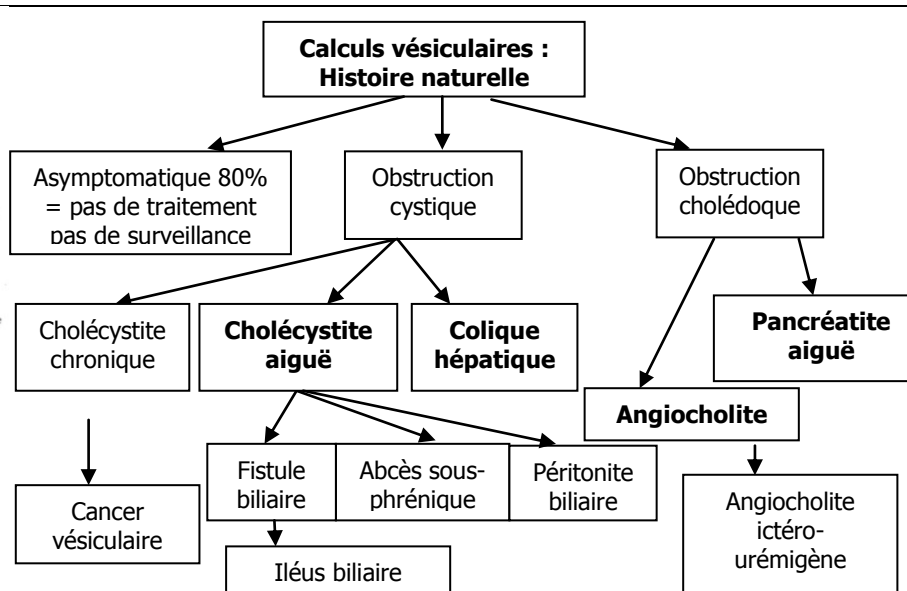 Calculs vésiculaires :
Histoire naturelle
Asymptomatique 80%
= pas de traitement
pas de surveillance
Obstruction
cystique
Obstruction
cholédoque
Cholécystite
chronique
Cholécystite
aiguë
Colique
hépatique
Pancréatite
aiguë
Angiocholite
Fistule
biliaire
Abcès sous-
phrénique
Péritonite
biliaire
Cancer
vésiculaire
Angiocholite
ictéro-
urémigène
Iléus biliaire